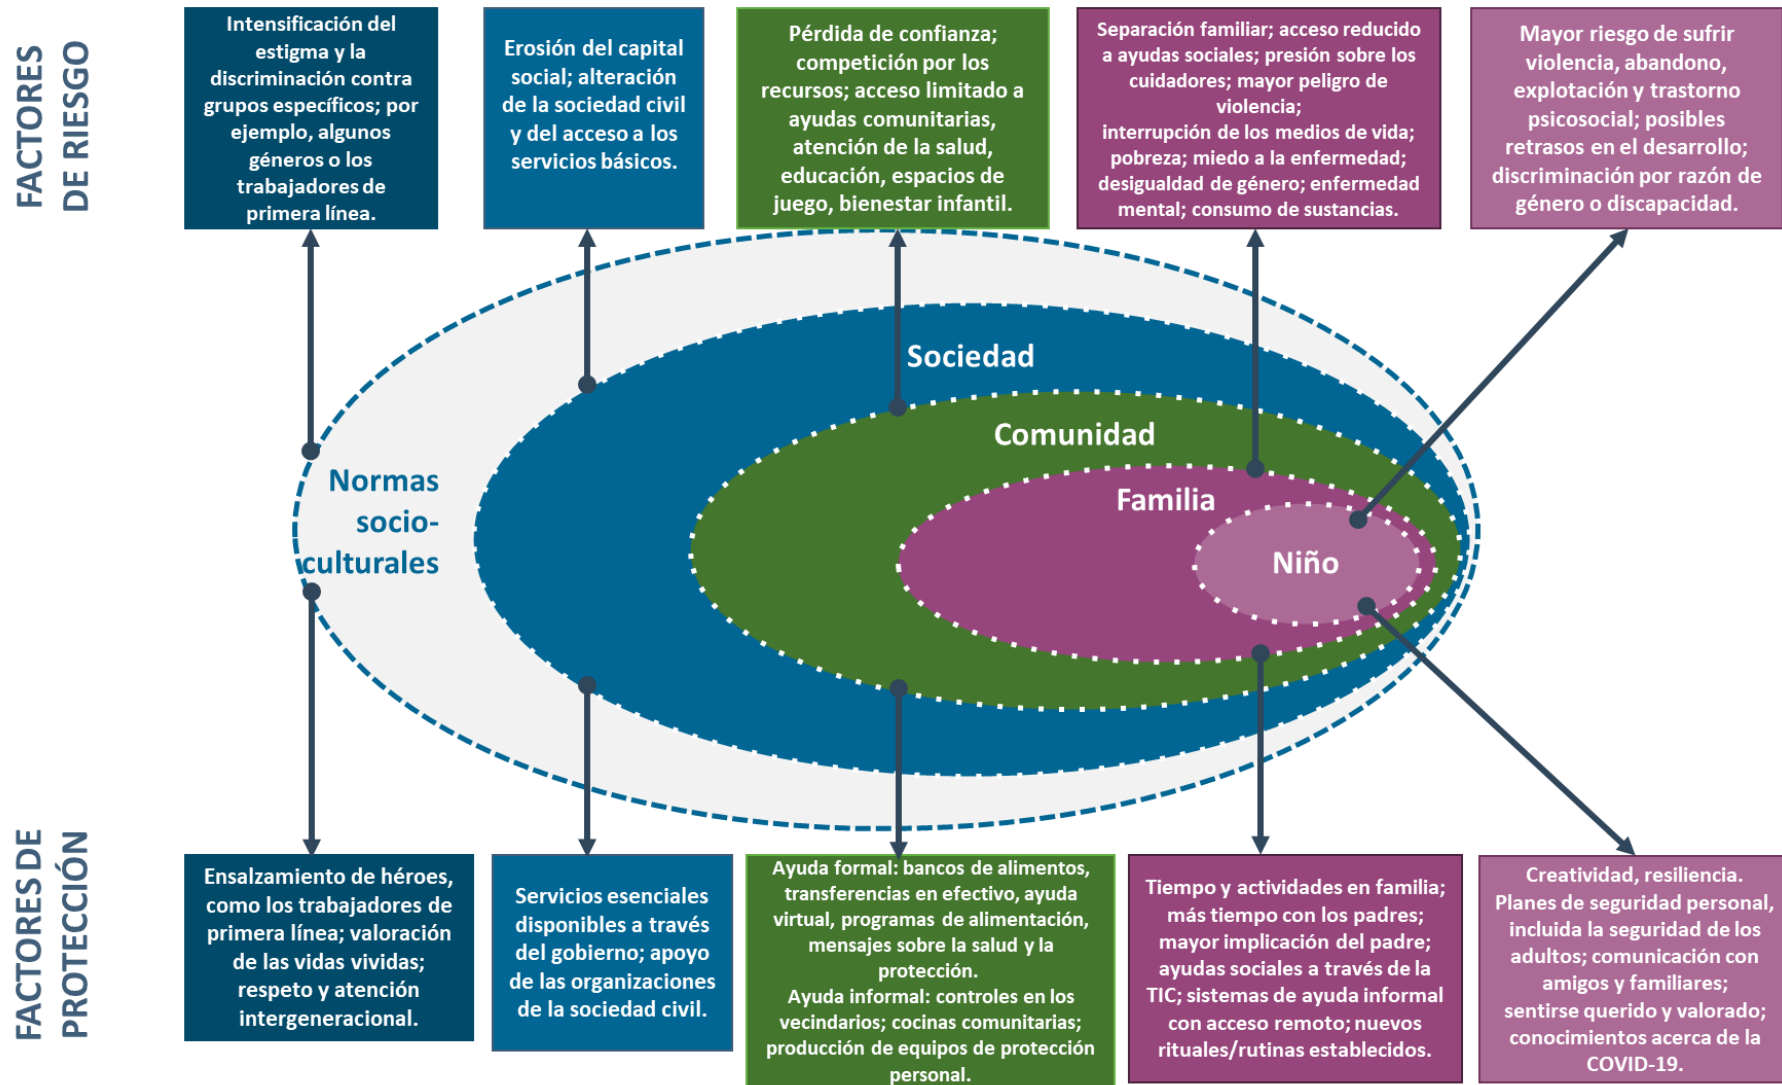 FACTORES
DE RIESGO
Intensificación del
estigma y la
discriminación contra
grupos específicos; por
ejemplo, algunos
géneros o los
trabajadores de
primera línea.
Erosión del capital
social; alteración
de la sociedad civil
y del acceso a los
servicios básicos.
Pérdida de confianza;
competición por los
recursos; acceso limitado a
ayudas comunitarias,
atención de la salud,
educación, espacios de
juego, bienestar infantil.
Separación familiar; acceso reducido
a ayudas sociales; presión sobre los
cuidadores; mayor peligro de
violencia;
interrupción de los medios de vida;
pobreza; miedo a la enfermedad;
desigualdad de género; enfermedad
mental; consumo de sustancias.
Mayor riesgo de sufrir
violencia, abandono,
explotación y trastorno
psicosocial; posibles
retrasos en el desarrollo;
discriminación por razón de
género o discapacidad.
Sociedad
Comunidad
Familia
Niño
Normas
socio-
culturales
FACTORES DE
PROTECCIÓN
Ensalzamiento de héroes,
como los trabajadores de
primera línea; valoración
de las vidas vividas;
respeto y atención
intergeneracional.
Servicios esenciales
disponibles a través
del gobierno; apoyo
de las organizaciones
de la sociedad civil.
Ayuda formal: bancos de alimentos,
transferencias en efectivo, ayuda
virtual, programas de alimentación,
mensajes sobre la salud y la
protección.
Ayuda informal: controles en los
vecindarios; cocinas comunitarias;
producción de equipos de protección
personal.
Tiempo y actividades en familia;
más tiempo con los padres;
mayor implicación del padre;
ayudas sociales a través de la
TIC; sistemas de ayuda informal
con acceso remoto; nuevos
rituales/rutinas establecidos.
Creatividad, resiliencia.
Planes de seguridad personal,
incluida la seguridad de los
adultos; comunicación con
amigos y familiares;
sentirse querido y valorado;
conocimientos acerca de la
COVID-19.